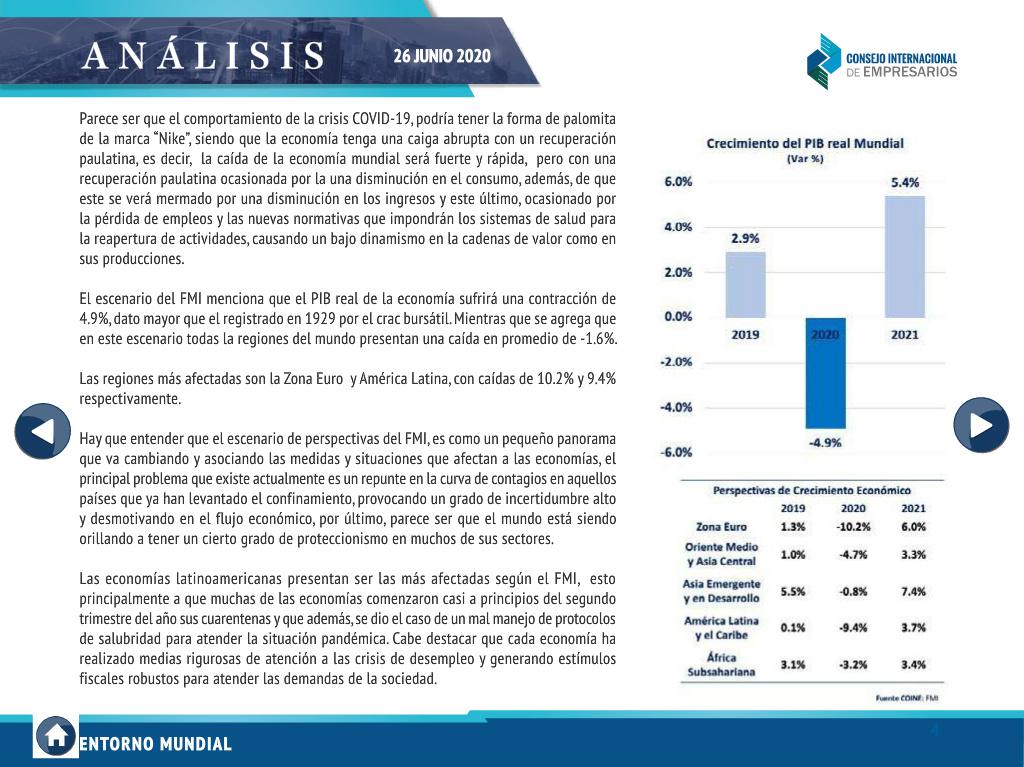 ANÁLISIS
26 JUNIO 2020
CONSEJO INTERNACIONAL
DE EMPRESARIOS
Parece ser que el comportamiento de la crisis COVID-19, podría tener la forma de palomita
de la marca “Nike”, siendo que la economía tenga una caiga abrupta con un recuperación
paulatina, es decir, la caída de la economía mundial será fuerte y rápida, pero con una
recuperación paulatina ocasionada por la una disminución en el consumo, además, de que
este se verá mermado por una disminución en los ingresos y este último, ocasionado por
la pérdida de empleos y las nuevas normativas que impondrán los sistemas de salud para
la reapertura de actividades, causando un bajo dinamismo en la cadenas de valor como en
sus producciones.
El escenario del FMI menciona que el PIB real de la economía sufrirá una contracción de
4.9%, dato mayor que el registrado en 1929 por el crac bursátil. Mientras que se agrega que
en este escenario todas la regiones del mundo presentan una caída en promedio de -1.6%.
Las regiones más afectadas son la Zona Euro y América Latina, con caídas de 10.2% y 9.4%
respectivamente.
Hay que entender que el escenario de perspectivas del FMI, es como un pequeño panorama
que va cambiando y asociando las medidas y situaciones que afectan a las economías, el
principal problema que existe actualmente es un repunte en la curva de contagios en aquellos
países que ya han levantado el confinamiento, provocando un grado de incertidumbre alto
y desmotivando en el flujo económico, por último, parece ser que el mundo está siendo
orillando a tener un cierto grado de proteccionismo en muchos de sus sectores.
Las economías latinoamericanas presentan ser las más afectadas según el FMI, esto
principalmente a que muchas de las economías comenzaron casi a principios del segundo
trimestre del año sus cuarentenas y que además, se dio el caso de un mal manejo de protocolos
de salubridad para atender la situación pandémica. Cabe destacar que cada economía ha
realizado medias rigurosas de atención a las crisis de desempleo y generando estímulos
fiscales robustos para atender las demandas de la sociedad.
Crecimiento del PIB real Mundial
(Var %)
6.0%
5.4%
4.0%
2.9%
2.0%
0.0%
2019 2020 2021
-2.0%
-4.0%
-4.9%
-6.0%
Perspectivas de Crecimiento Económico
2019 2020 2021
Zona Euro 1.3% -10.2% 6.0%
Oriente Medio
y Asia Central 1.0% -4.7% 3.3%
Asia Emergente
y en Desarrollo 5.5% -0.8% 7.4%
América Latina
y el Caribe 0.1% -9.4% 3.7%
África
Subsahariana 3.1% -3.2% 3.4%
Fuente COINE: FMI
ENTORNO MUNDIAL
4